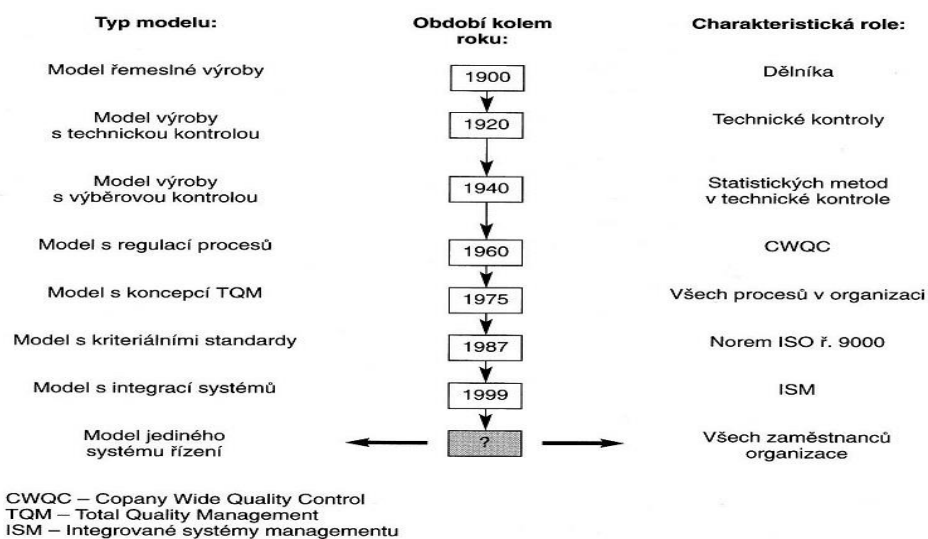 Typ modelu:
Období kolem
roku:
Charakteristická role:
Model řemeslné výroby
1900
Dělníka
Model výroby
s technickou kontrolou
1920
Technické kontroly
Model výroby
s výběrovou kontrolou
1940
Statistických metod
v technické kontrole
Model s regulací procesů
1960
CWQC
Model s koncepcí TQM
1975
Všech procesů v organizaci
Model s kriteriálními standardy
1987
Norem ISO ř. 9000
Model s integrací systémů
1999
ISM
Model jediného
systému řízení
?
Všech zaměstnanců
organizace
CWQC – Copany Wide Quality Control
TQM – Total Quality Management
ISM – Integrované systémy managementu